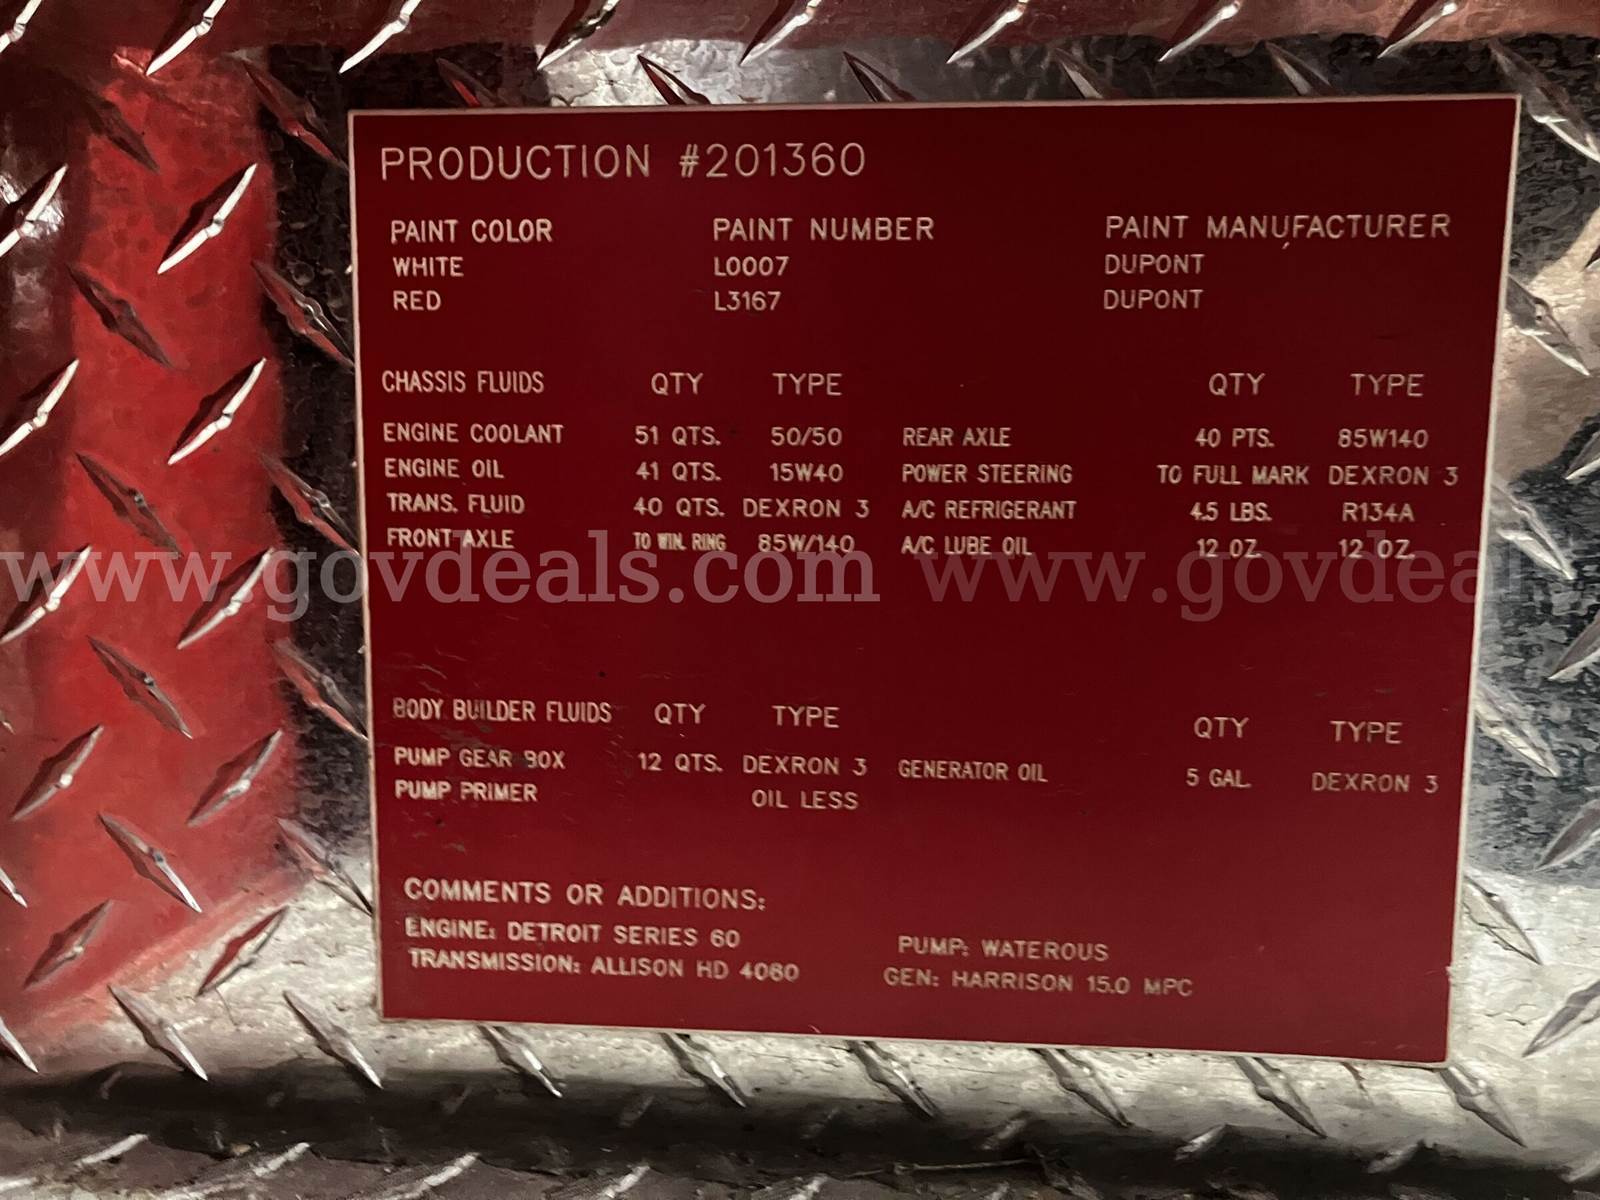 PRODUCTION #201360
PAINT COLOR PAINT NUMBER PAINT MANUFACTURER
WHITE L0007 DUPONT
RED L3167 DUPONT
CHASSIS FLUIDS QTY TYPE QTY TYPE
ENGINE COOLANT 51 QTS. 50/50 REAR AXLE 40 PTS. 85W140
ENGINE OIL 41 QTS. 15W40 POWER STEERING TO FULL MARK DEXRON 3
TRANS. FLUID 40 QTS. DEXRON 3 A/C REFRIGERANT 4.5 LBS. R134A
FRONT AXLE TO WIN. RING 85W/140 A/C LUBE OIL 12 OZ. 12 OZ.
www.govdeals.com www.govdeal
BODY BUILDER FLUIDS QTY TYPE QTY TYPE
PUMP GEAR BOX 12 QTS. DEXRON 3 GENERATOR OIL 5 GAL. DEXRON 3
PUMP PRIMER OIL LESS
COMMENTS OR ADDITIONS:
ENGINE: DETROIT SERIES 60 PUMP: WATEROUS
TRANSMISSION: ALLISON HD 4060 GEN: HARRISON 15.0 MPC